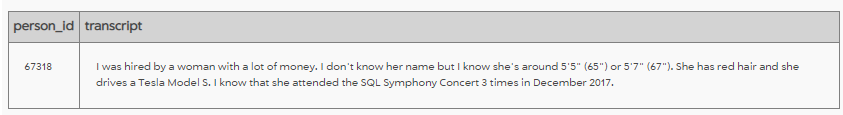 person_id transcript
67318 I was hired by a woman with a lot of money. I don't know her name but I know she's around 5'5" (65") or 5'7" (67"). She has red hair and she
drives a Tesla Model S. I know that she attended the SQL Symphony Concert 3 times in December 2017.